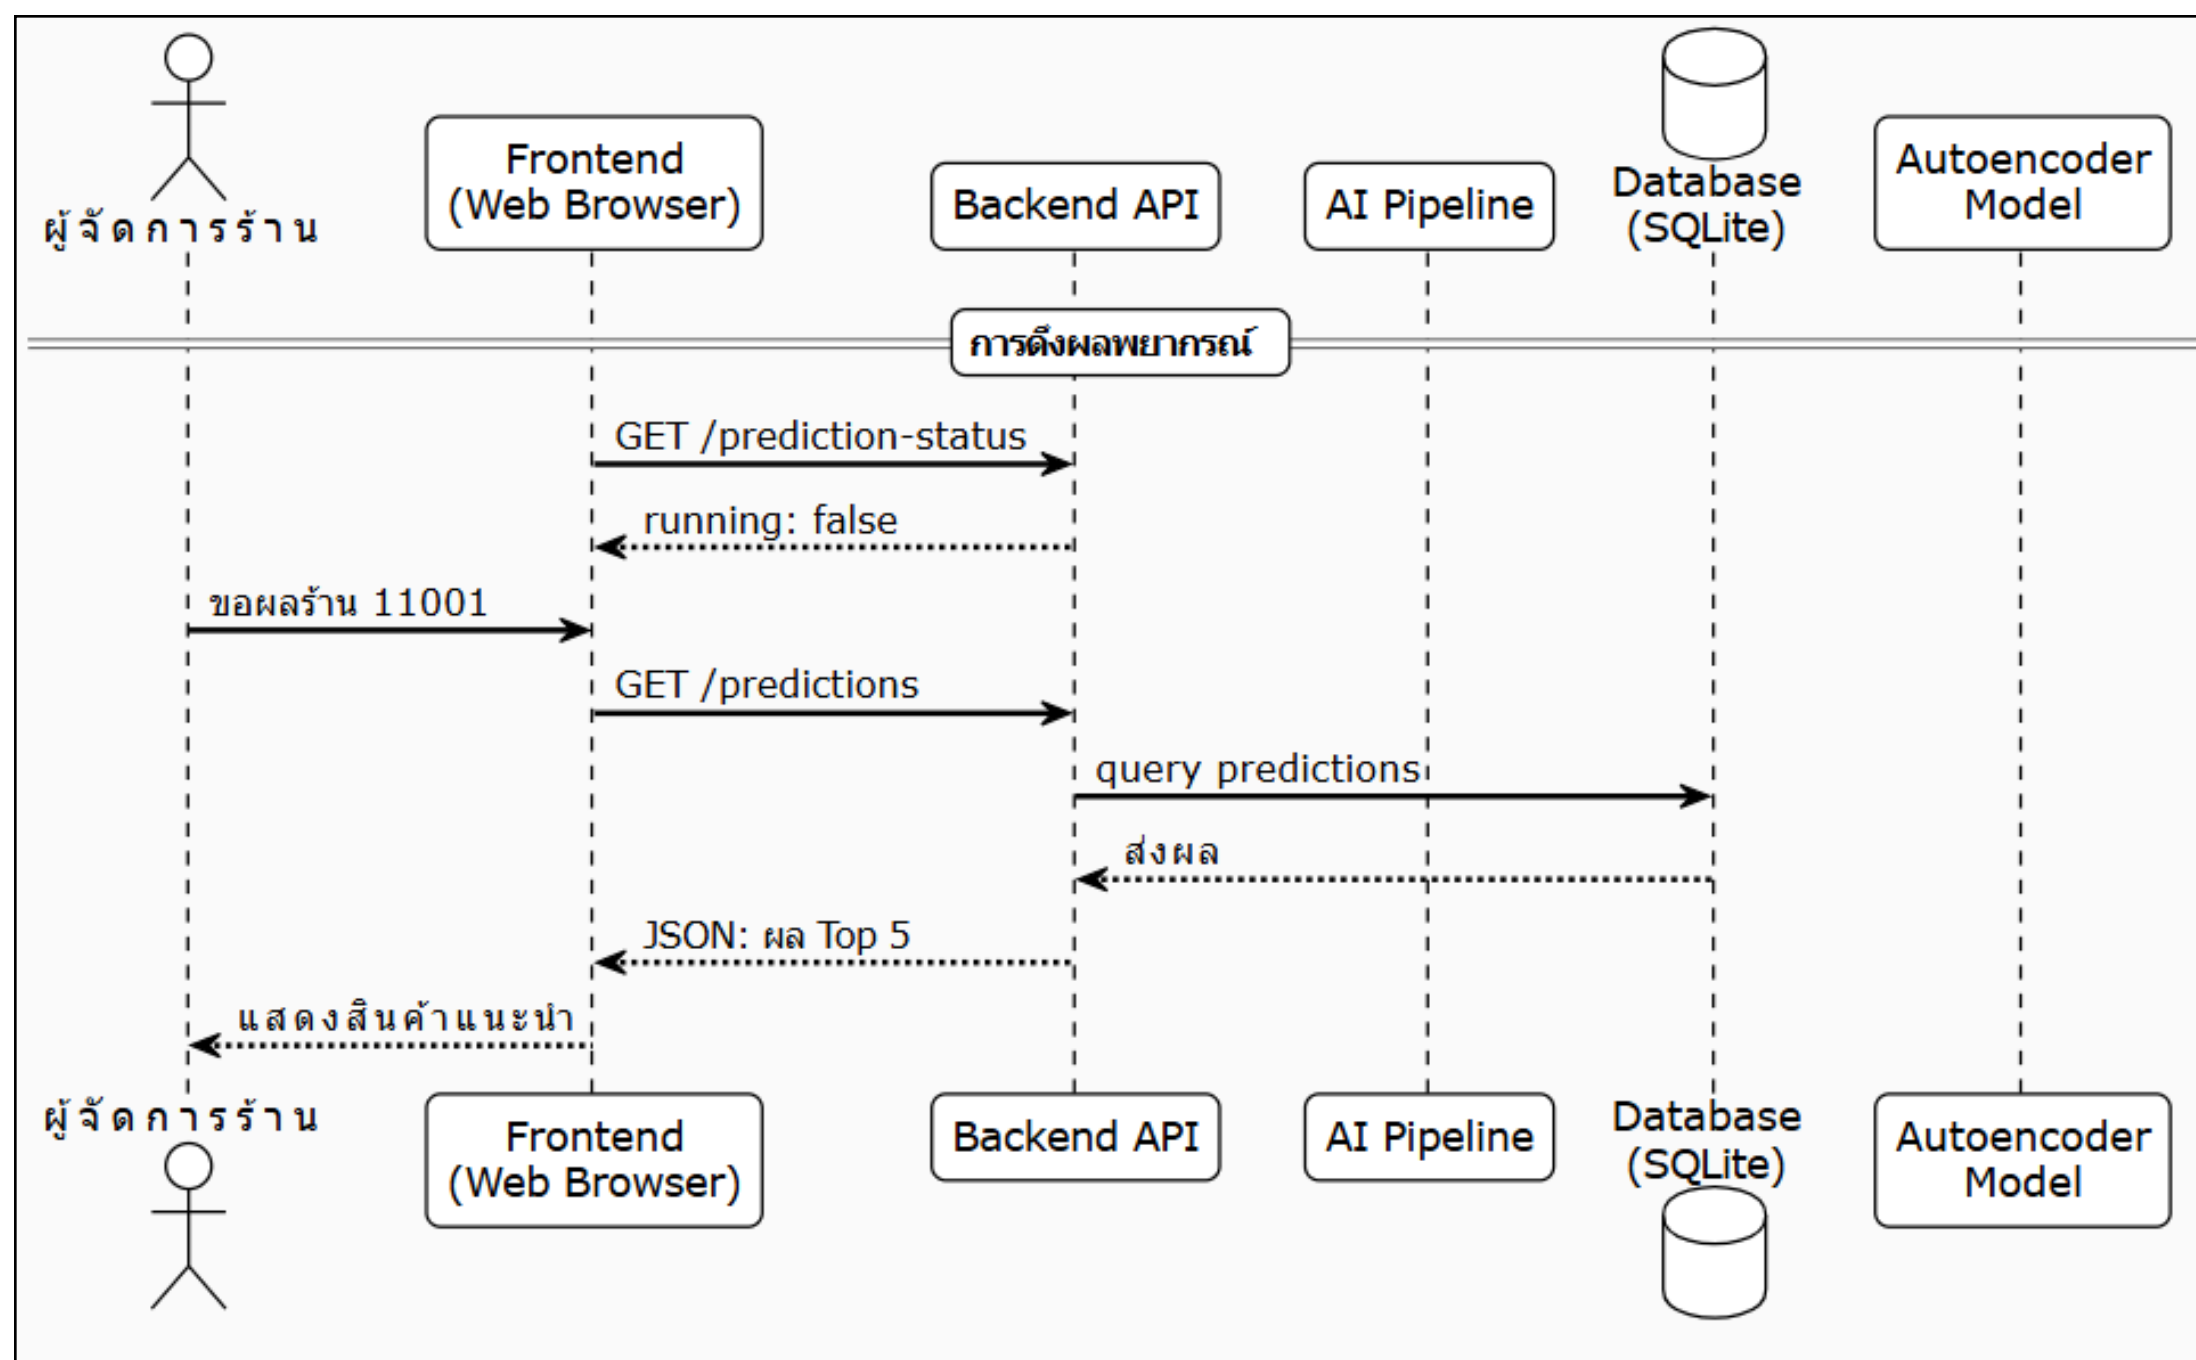 ผู้จัดการร้าน
Frontend
(Web Browser)
Backend API
AI Pipeline
Database
(SQLite)
Autoencoder
Model
การดึงผลพยากรณ์
GET /prediction-status
running: false
ขอผลร้าน 11001
GET /predictions
query predictions
ส่งผล
JSON: ผล Top 5
แสดงสินค้าแนะนำ
ผู้จัดการร้าน
Frontend
(Web Browser)
Backend API
AI Pipeline
Database
(SQLite)
Autoencoder
Model